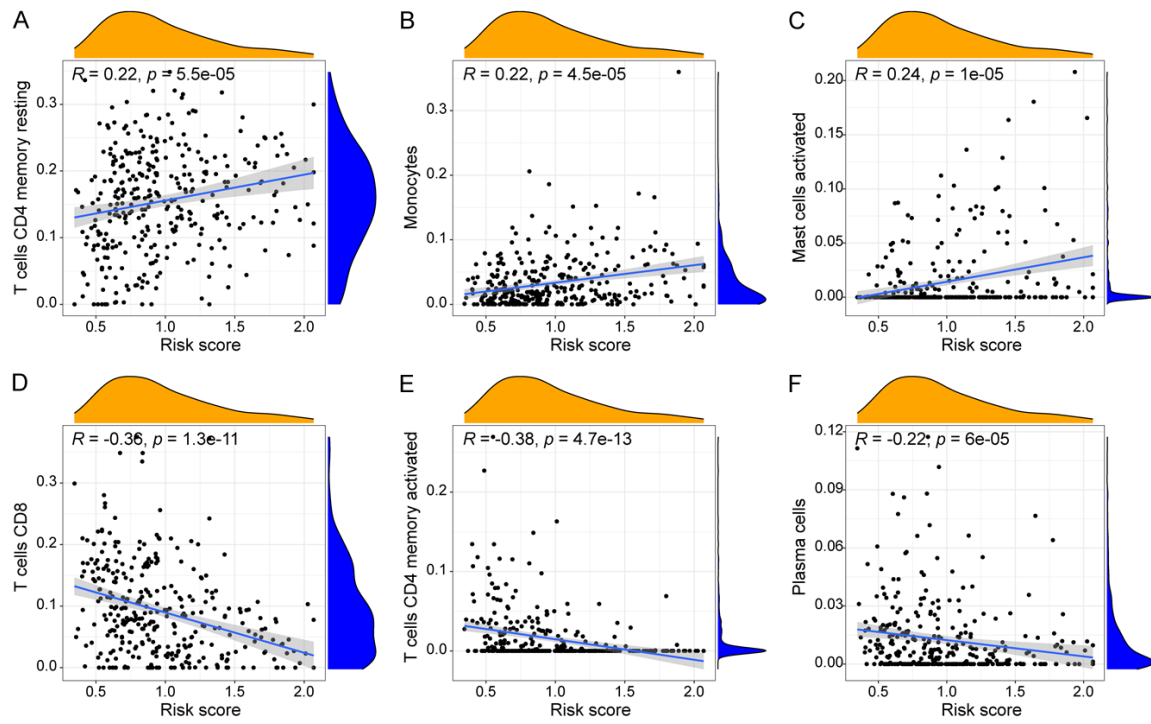 A
R = 0.22, p = 5.5e-05
T cells CD4 memory resting
0.3
0.2
0.1
0.0
0.5 1.0 1.5 2.0
Risk score
B
R = 0.22, p = 4.5e-05
Monocytes
0.3
0.2
0.1
0.0
0.5 1.0 1.5 2.0
Risk score
C
R = 0.24, p = 1e-05
Mast cells activated
0.20
0.15
0.10
0.05
0.00
0.5 1.0 1.5 2.0
Risk score
D
R = -0.36, p = 1.3e-11
T cells CD8
0.3
0.2
0.1
0.0
0.5 1.0 1.5 2.0
Risk score
E
R = -0.38, p = 4.7e-13
T cells CD4 memory activated
0.2
0.1
0.0
0.5 1.0 1.5 2.0
Risk score
F
R = -0.22, p = 6e-05
Plasma cells
0.12
0.09
0.06
0.03
0.00
0.5 1.0 1.5 2.0
Risk score